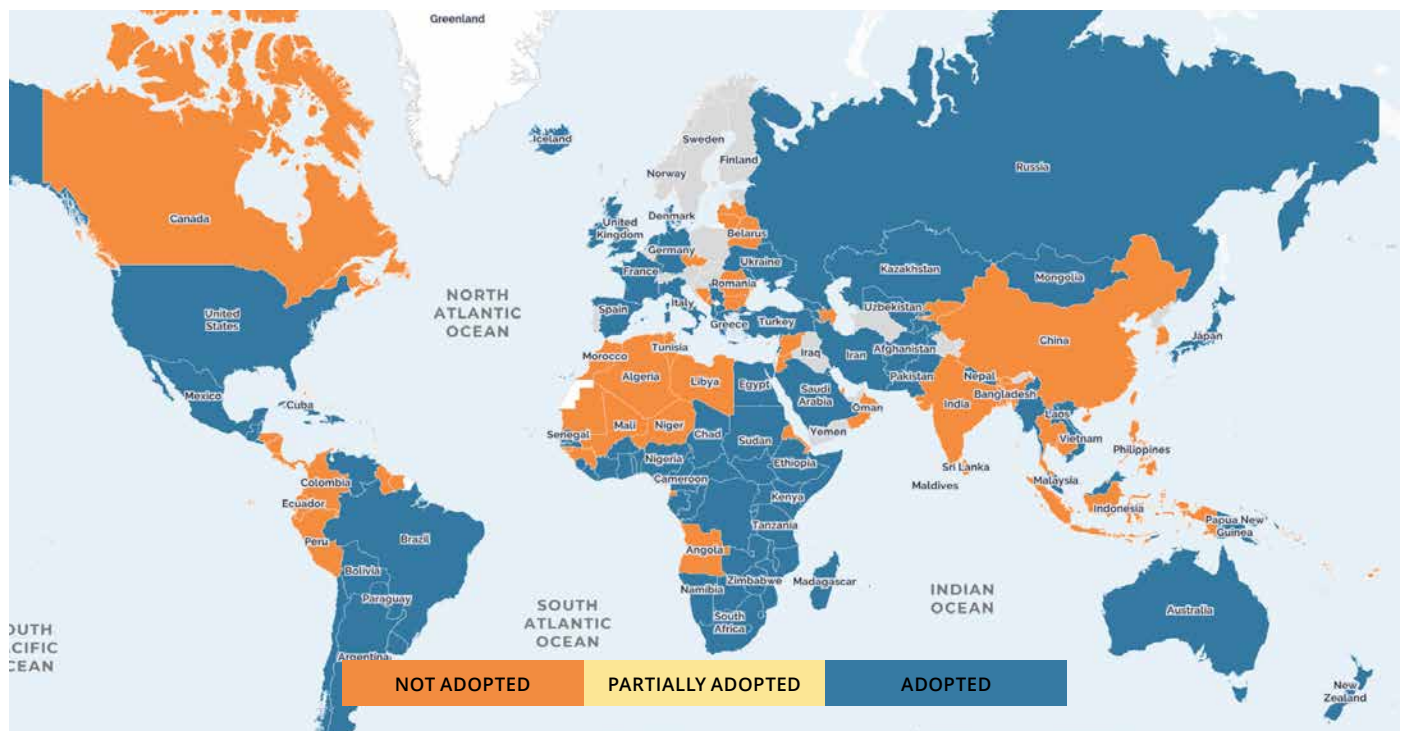 Greenland
Iceland
Sweden
Finland
Norway
Russia
Canada
United
Kingdom
Denmark
Belarus
Germany
Ukraine
France
Kazakhstan
Mongolia
Romania
NORTH
ATLANTIC
OCEAN
United
States
Spain
Italy
Greece
Turkey
Uzbekistan
Japan
China
Morocco
Tunisia
Iraq
Iran
Afghanistan
Algeria
Libya
Egypt
Saudi
Arabia
Pakistan
Nepal
Bangladesh
Mexico
Cuba
India
Oman
Laos
Mali
Niger
Chad
Sudan
Yemen
Senegal
Vietnam
Philippines
Nigeria
Ethiopia
Sri Lanka
Cameroon
Maldives
Malaysia
Colombia
Kenya
Ecuador
Indonesia
Tanzania
Papua New
Guinea
Peru
Brazil
Angola
Bolivia
Zimbabwe
Madagascar
Namibia
INDIAN
OCEAN
Paraguay
SOUTH
ATLANTIC
OCEAN
South
Africa
Australia
OUTH
CIFIC
CEAN
Argentina
NOT ADOPTED
PARTIALLY ADOPTED
ADOPTED
New
Zealand